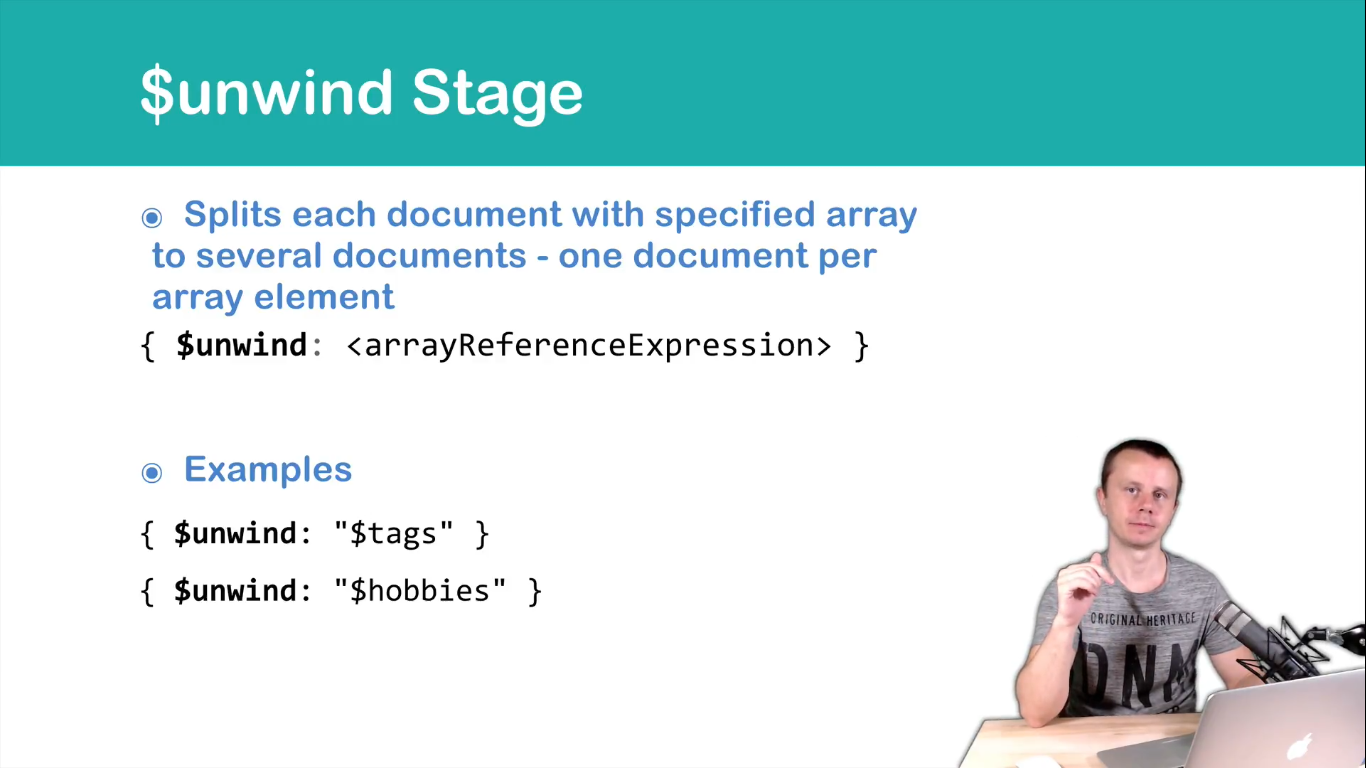 $unwind Stage
◉ Splits each document with specified array
to several documents - one document per
array element
{ $unwind: <arrayReferenceExpression> }
◉ Examples
{ $unwind: "$tags" }
{ $unwind: "$hobbies" }
ORIGINAL HERITAGE
DNM